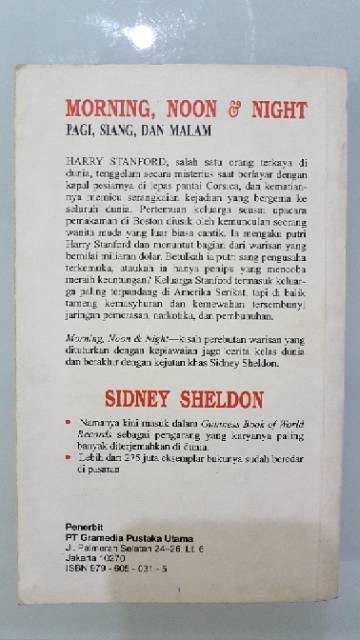 MORNING, NOON & NIGHT
PAGI, SIANG, DAN MALAM
HARRY STANFORD, salah satu orang terkaya di
dunia, tenggelam secara misterius saat berlayar dengan
kapal pesiarnya di lepas pantai Corsica, dan kematian-
nya memicu serangkaian kejadian yang bergema ke
seluruh dunia. Pertemuan keluarga seusai upacara
pemakaman di Boston diusik oleh kemunculan seorang
wanita muda yang luar biasa cantik. Ia mengaku putri
Harry Stanford dan menuntut bagian dari warisan yang
bernilai miliaran dolar. Betulkah ia putri sang pengusaha
terkemuka, ataukah ia hanya penipu yang mencoba
meraih keuntungan? Keluarga Stanford termasuk keluar-
ga paling terpandang di Amerika Serikat, tapi di balik
tameng kemasyhuran dan kemewahan tersembunyi
jaringan pemerasan, narkotika, dan pembunuhan.
Morning, Noon & Night—kisah perebutan warisan yang
dituturkan dengan kepiawaian jago cerita kelas dunia
dan berakhir dengan kejutan khas Sidney Sheldon.
SIDNEY SHELDON
• Namanya kini masuk dalam Guinness Book of World
Records sebagai pengarang yang karyanya paling
banyak diterjemahkan di dunia.
• Lebih dari 275 juta eksemplar bukunya sudah beredar
di pasaran
Penerbit
PT Gramedia Pustaka Utama
Jl. Palmerah Selatan 24-26, Lt. 6
Jakarta 10270
ISBN 979 - 605 - 031 - 5